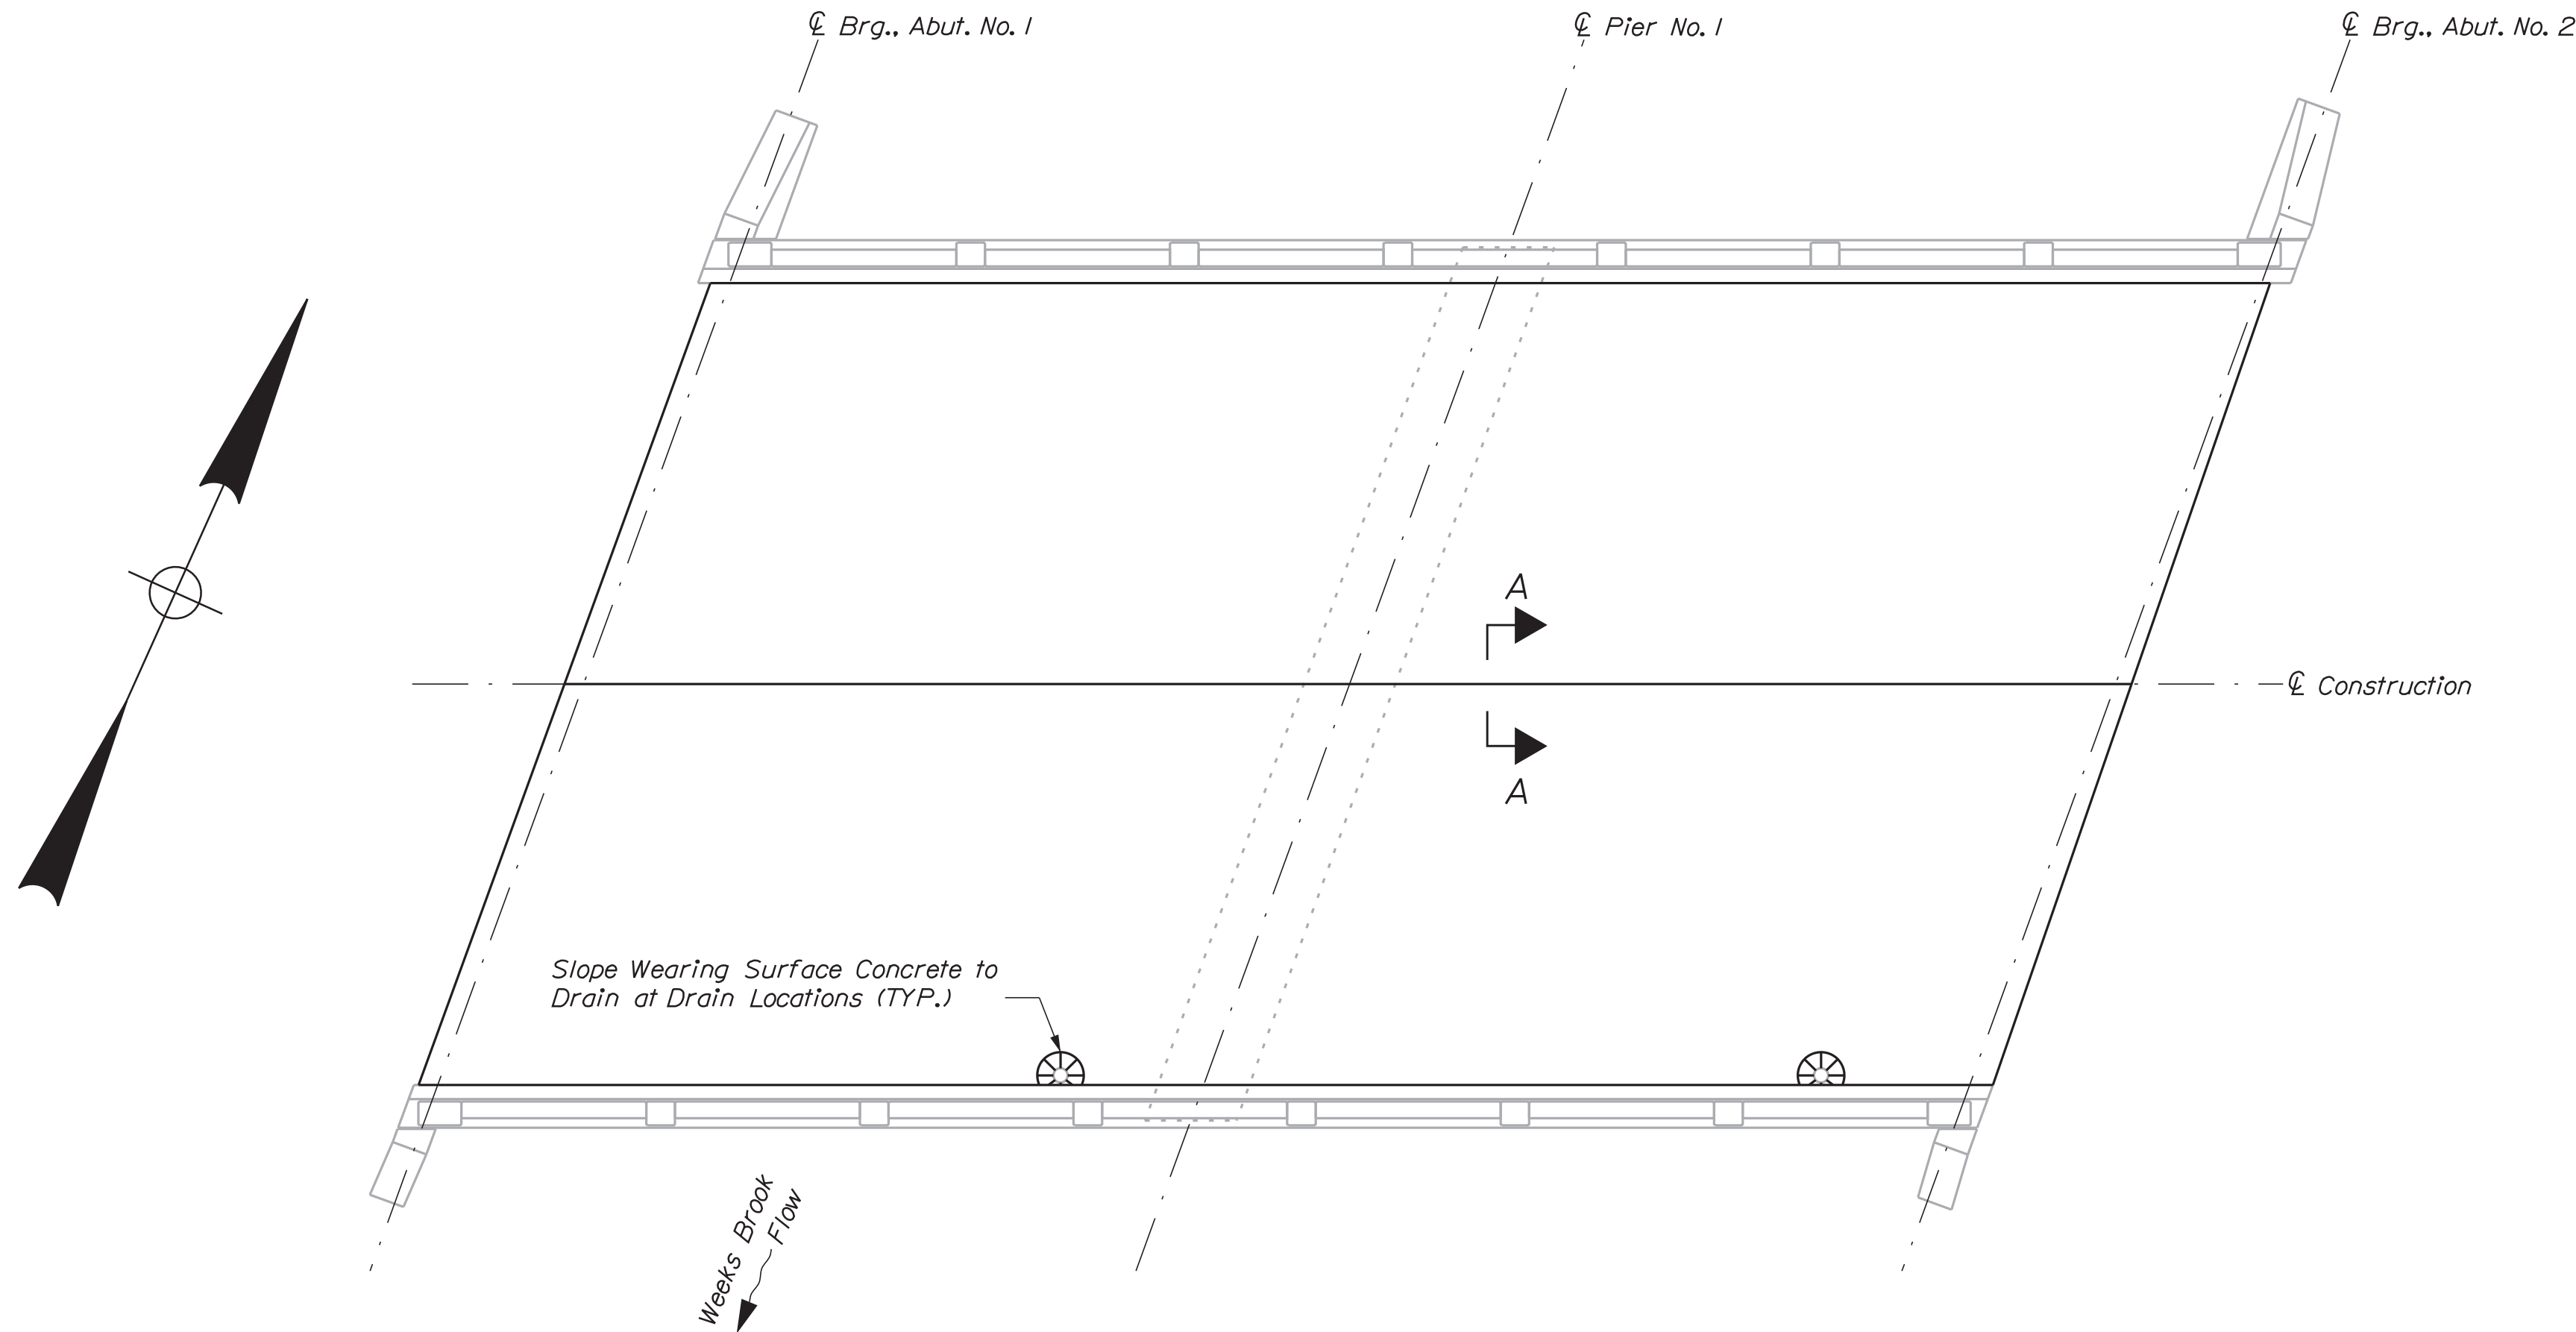 ℄ Brg., Abut. No. 1
℄ Pier No. 1
℄ Brg., Abut. No. 2
A
℄ Construction
A
Slope Wearing Surface Concrete to
Drain at Drain Locations (TYP.)
Weeks Brook
Flow